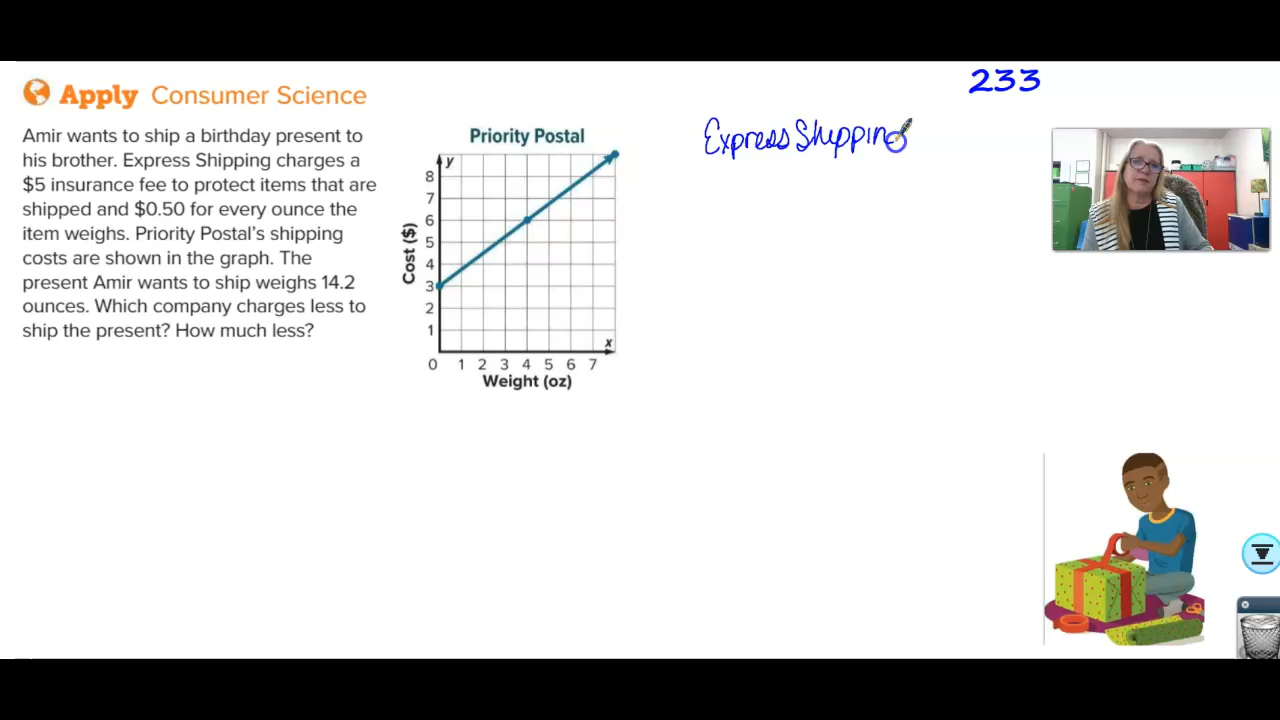 233
Apply Consumer Science
Express Shipping
Amir wants to ship a birthday present to
his brother. Express Shipping charges a
$5 insurance fee to protect items that are
shipped and $0.50 for every ounce the
item weighs. Priority Postal's shipping
costs are shown in the graph. The
present Amir wants to ship weighs 14.2
ounces. Which company charges less to
ship the present? How much less?
Priority Postal
y
8
7
6
5
4
3
2
1
Cost ($)
x
0 1 2 3 4 5 6 7
Weight (oz)